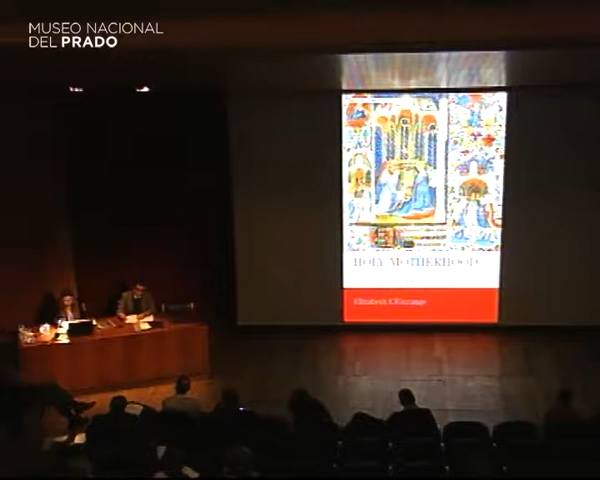 MUSEO NACIONAL
DEL PRADO
HOLY MOTHERHOOD
Elizabeth L'Estrange